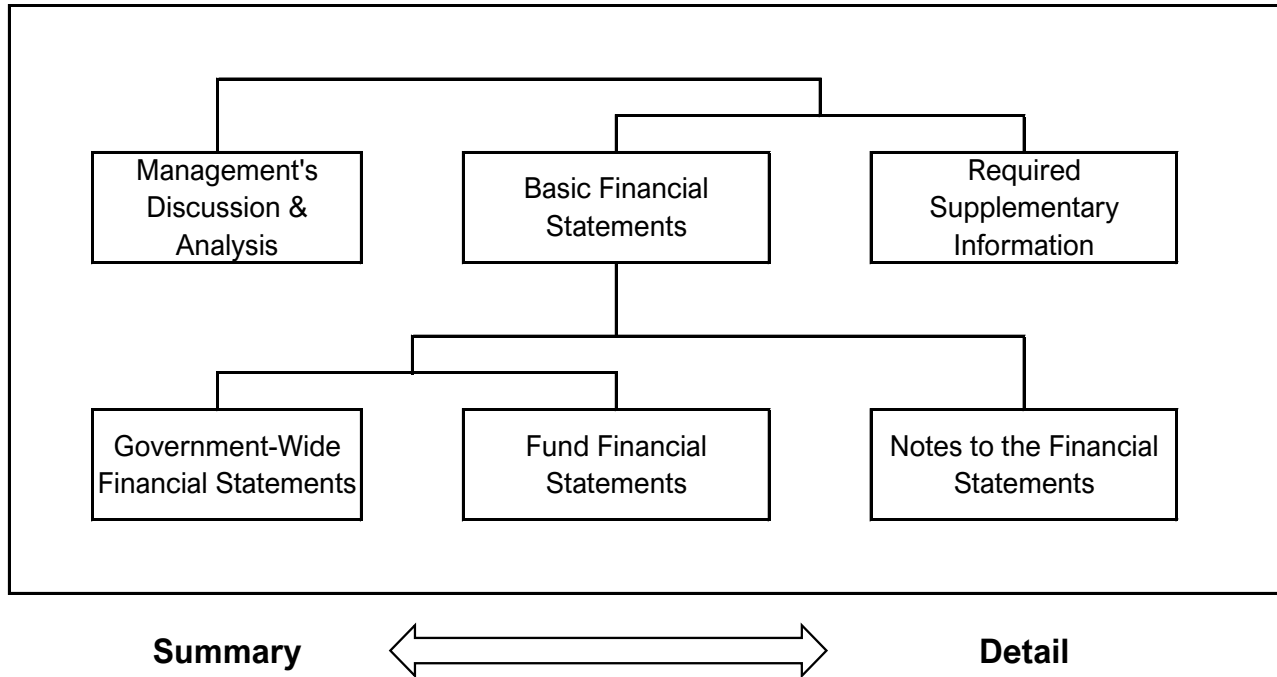 Management's
Discussion &
Analysis
Basic Financial
Statements
Required
Supplementary
Information
Government-Wide
Financial Statements
Fund Financial
Statements
Notes to the Financial
Statements
Summary
Detail